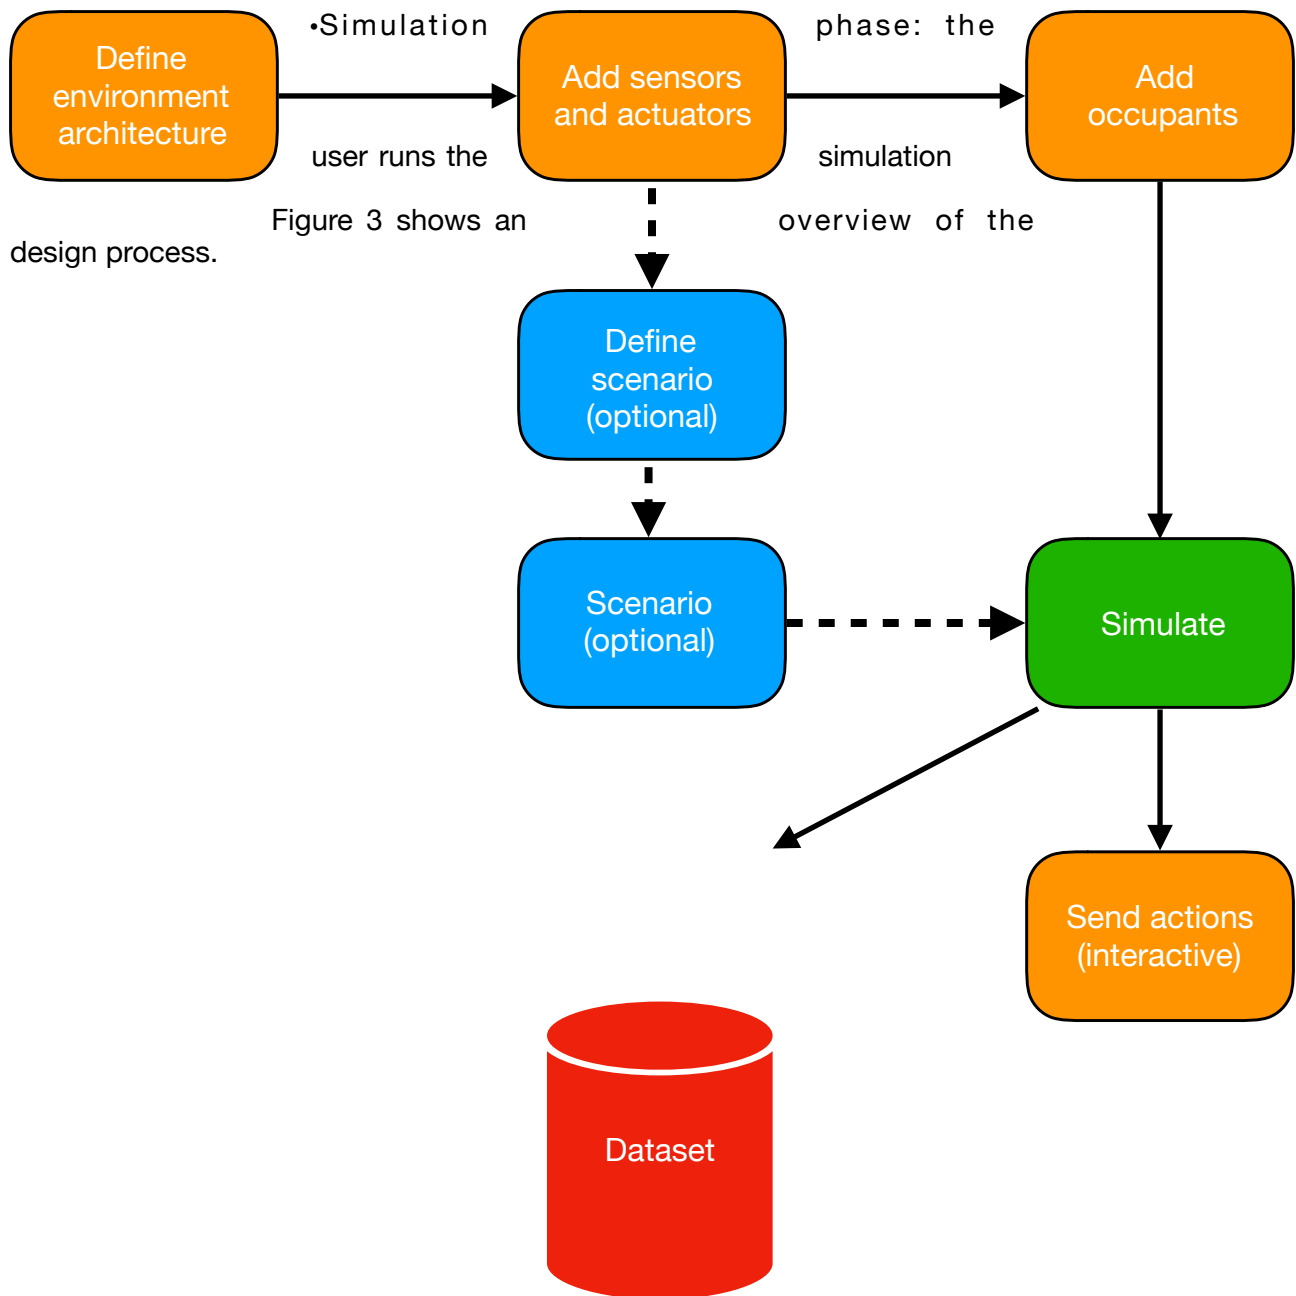 •Simulation phase: the
Define
environment
architecture
Add sensors
and actuators
Add
occupants
user runs the simulation
Figure 3 shows an overview of the
design process.
Define
scenario
(optional)
Scenario
(optional)
Simulate
Send actions
(interactive)
Dataset